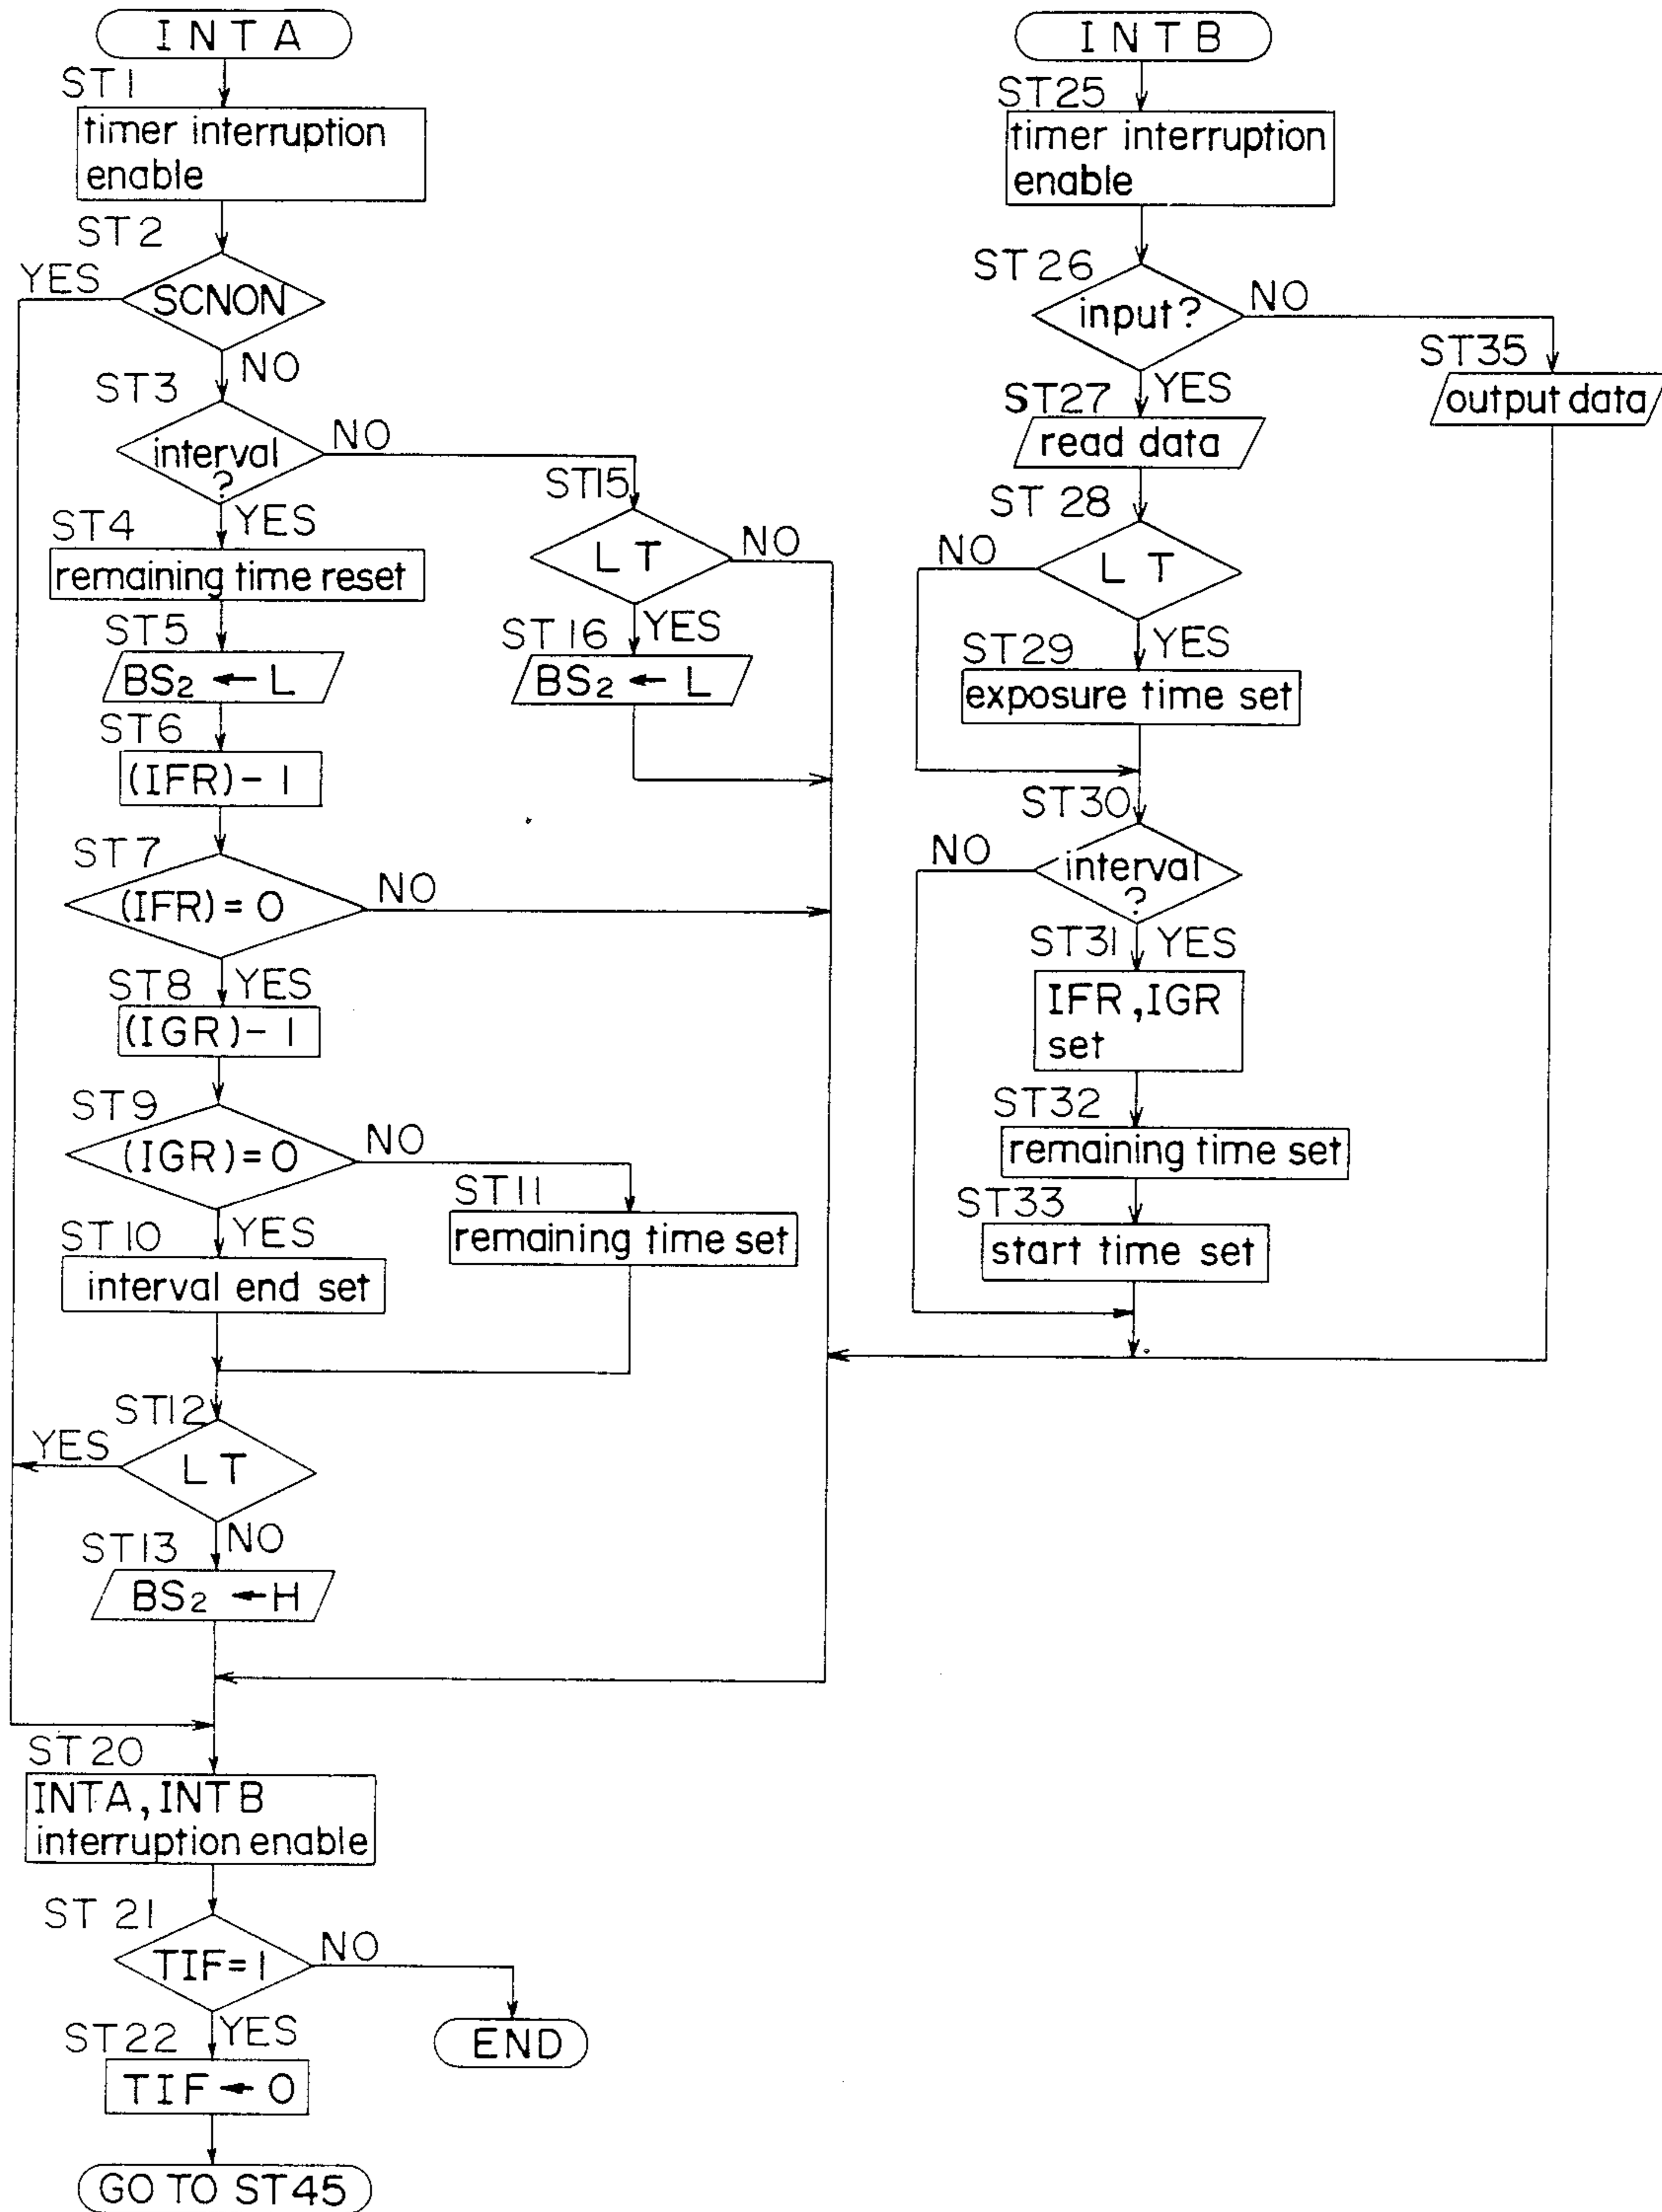 INTA
ST1
timer interruption
enable
ST2
YES
SCNON
NO
ST3
interval
?
NO
YES
ST4
remaining time reset
ST5
BS2 ← L
ST6
(IFR)-1
ST7
(IFR)=0
NO
YES
ST8
(IGR)-1
ST9
(IGR)=0
NO
YES
ST10
interval end set
ST11
remaining time set
ST12
YES
LT
NO
ST13
BS2 ← H
ST15
LT
NO
YES
ST16
BS2 ← L
ST20
INTA, INTB
interruption enable
ST21
TIF=1
NO
END
YES
ST22
TIF ← 0
GO TO ST45
INTB
ST25
timer interruption
enable
ST26
input?
NO
YES
ST35
output data
ST27
read data
ST28
NO
LT
YES
ST29
exposure time set
ST30
NO
interval
?
ST31
YES
IFR, IGR
set
ST32
remaining time set
ST33
start time set